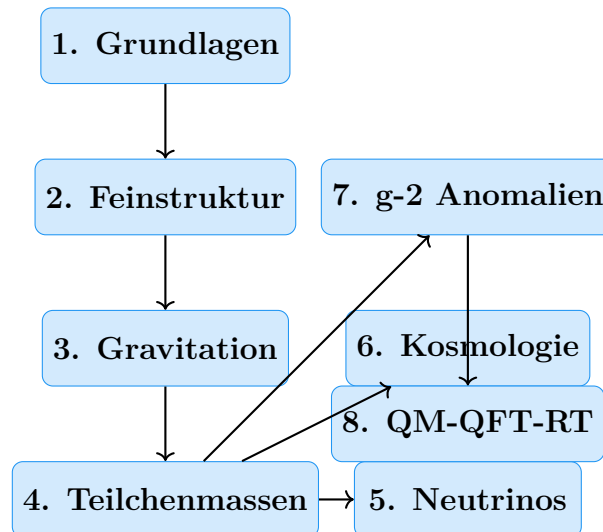 1. Grundlagen
2. Feinstruktur
7. g-2 Anomalien
3. Gravitation
6. Kosmologie
8. QM-QFT-RT
4. Teilchenmassen
5. Neutrinos